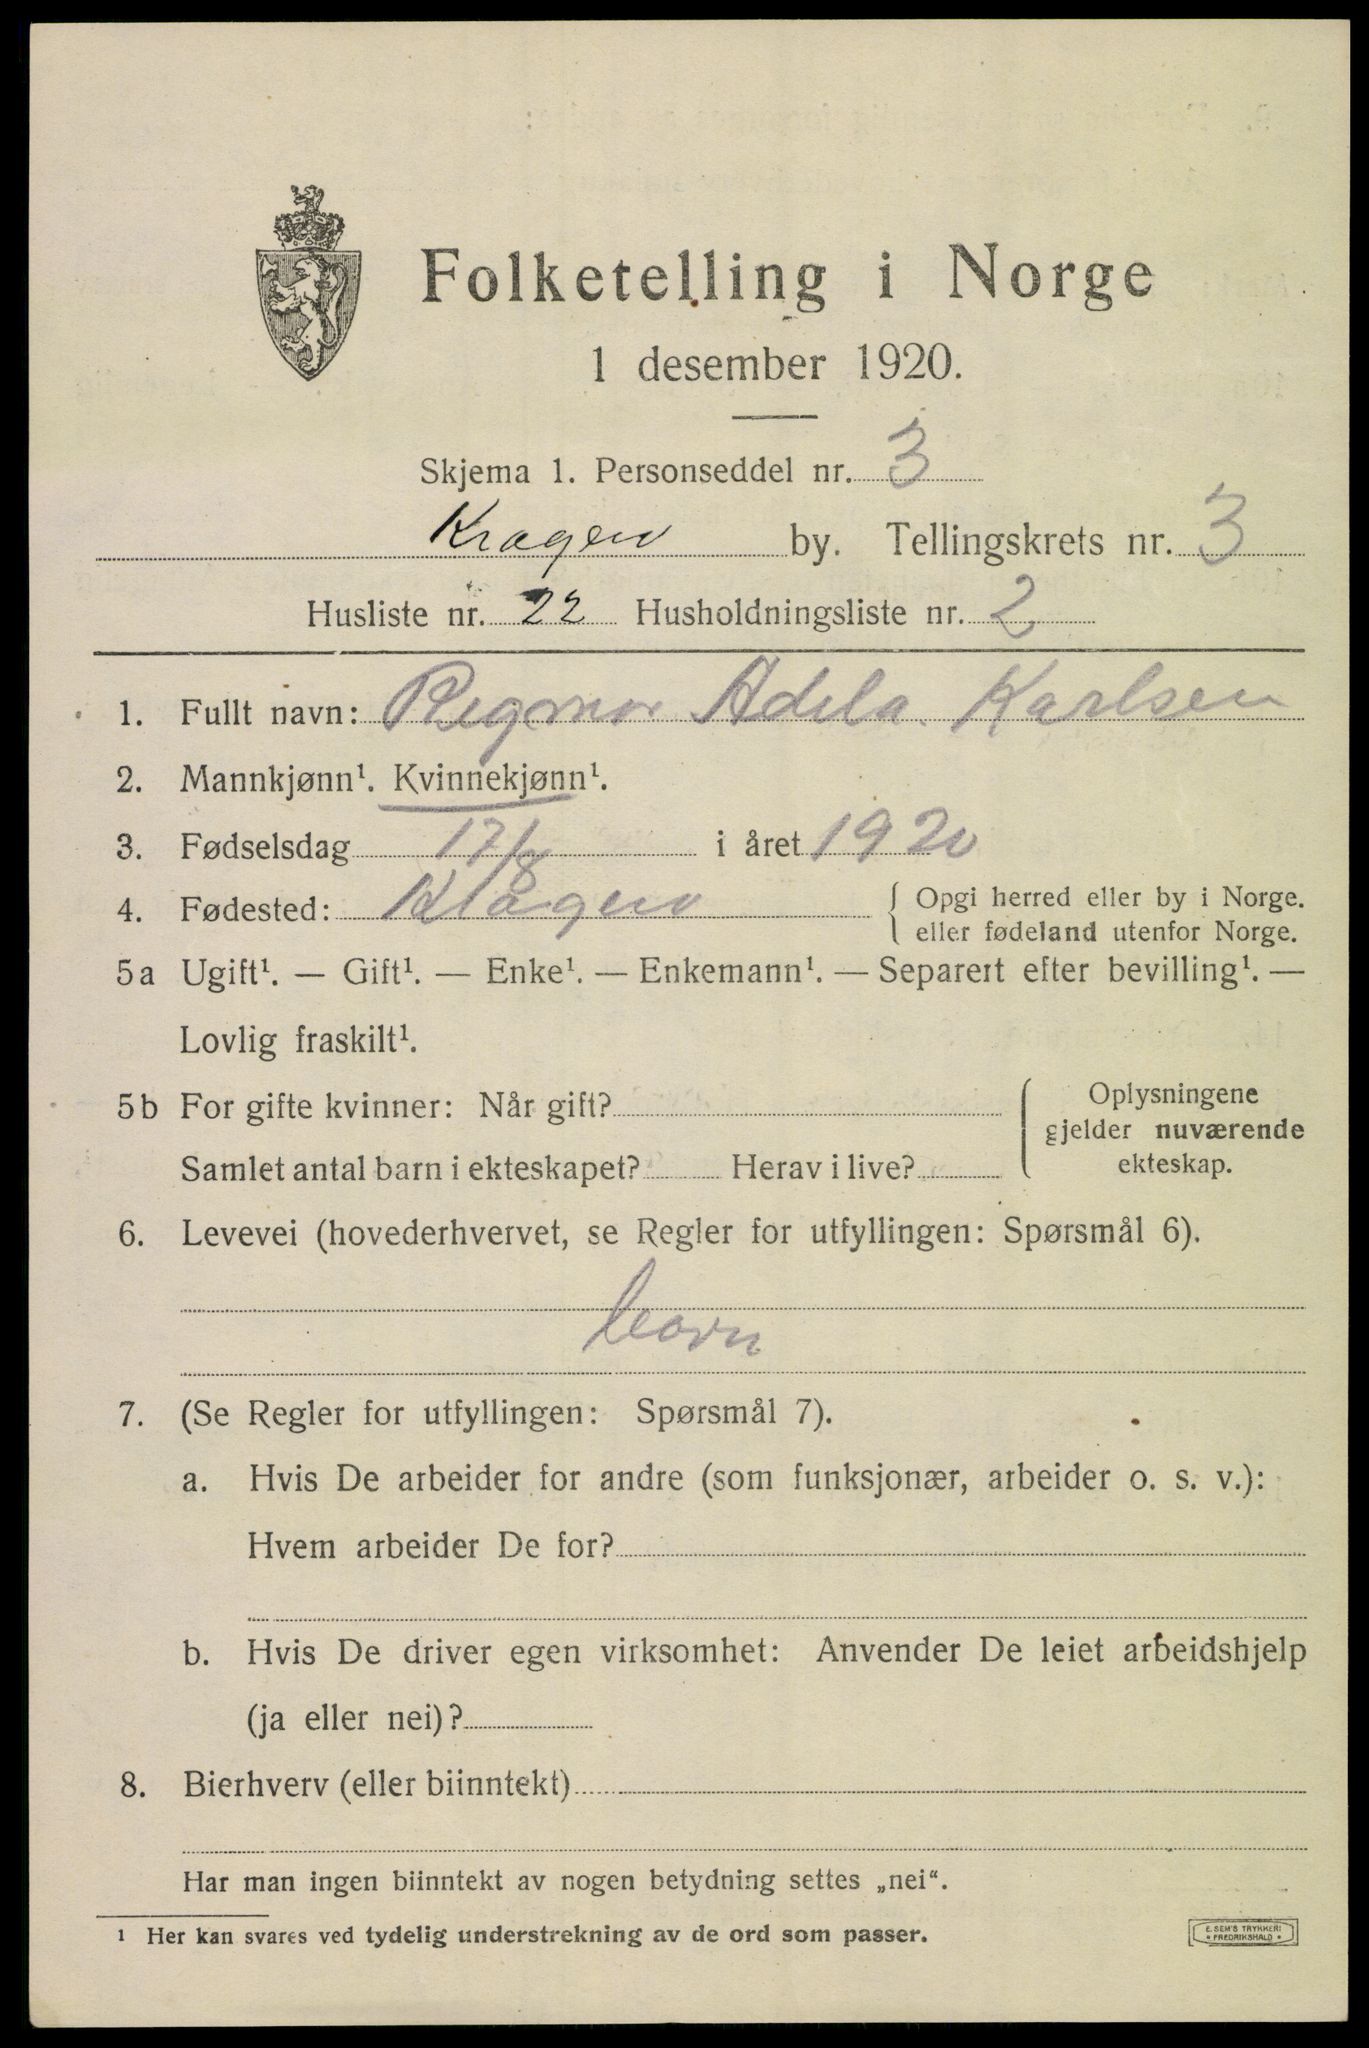 Folketelling i Norge
1 desember 1920.
Skjema 1. Personseddel nr. 3
Kragerø by. Tellingskrets nr. 3
Husliste nr. 22 Husholdningsliste nr. 2
1. Fullt navn: Rigmor Adela Karlsen
2. Mannkjønn¹. Kvinnekjønn¹.
3. Fødselsdag 17/8 i året 1920
4. Fødested: Kragerø { Opgi herred eller by i Norge.
eller fødeland utenfor Norge.
5a Ugift¹. — Gift¹. — Enke¹. — Enkemann¹. — Separert efter bevilling¹. —
Lovlig fraskilt¹.
5b For gifte kvinner: Når gift?
Samlet antal barn i ekteskapet? Herav i live?
Oplysningene
gjelder nuværende
ekteskap.
6. Levevei (hovederhvervet, se Regler for utfyllingen: Spørsmål 6).
barn
7. (Se Regler for utfyllingen: Spørsmål 7).
a. Hvis De arbeider for andre (som funksjonær, arbeider o. s. v.):
Hvem arbeider De for?
b. Hvis De driver egen virksomhet: Anvender De leiet arbeidshjelp
(ja eller nei)?
8. Bierhverv (eller biinntekt)
Har man ingen biinntekt av nogen betydning settes „nei“.
¹ Her kan svares ved tydelig understrekning av de ord som passer.
E. SEM'S TRYKKERI
• FREDRIKSHALD •